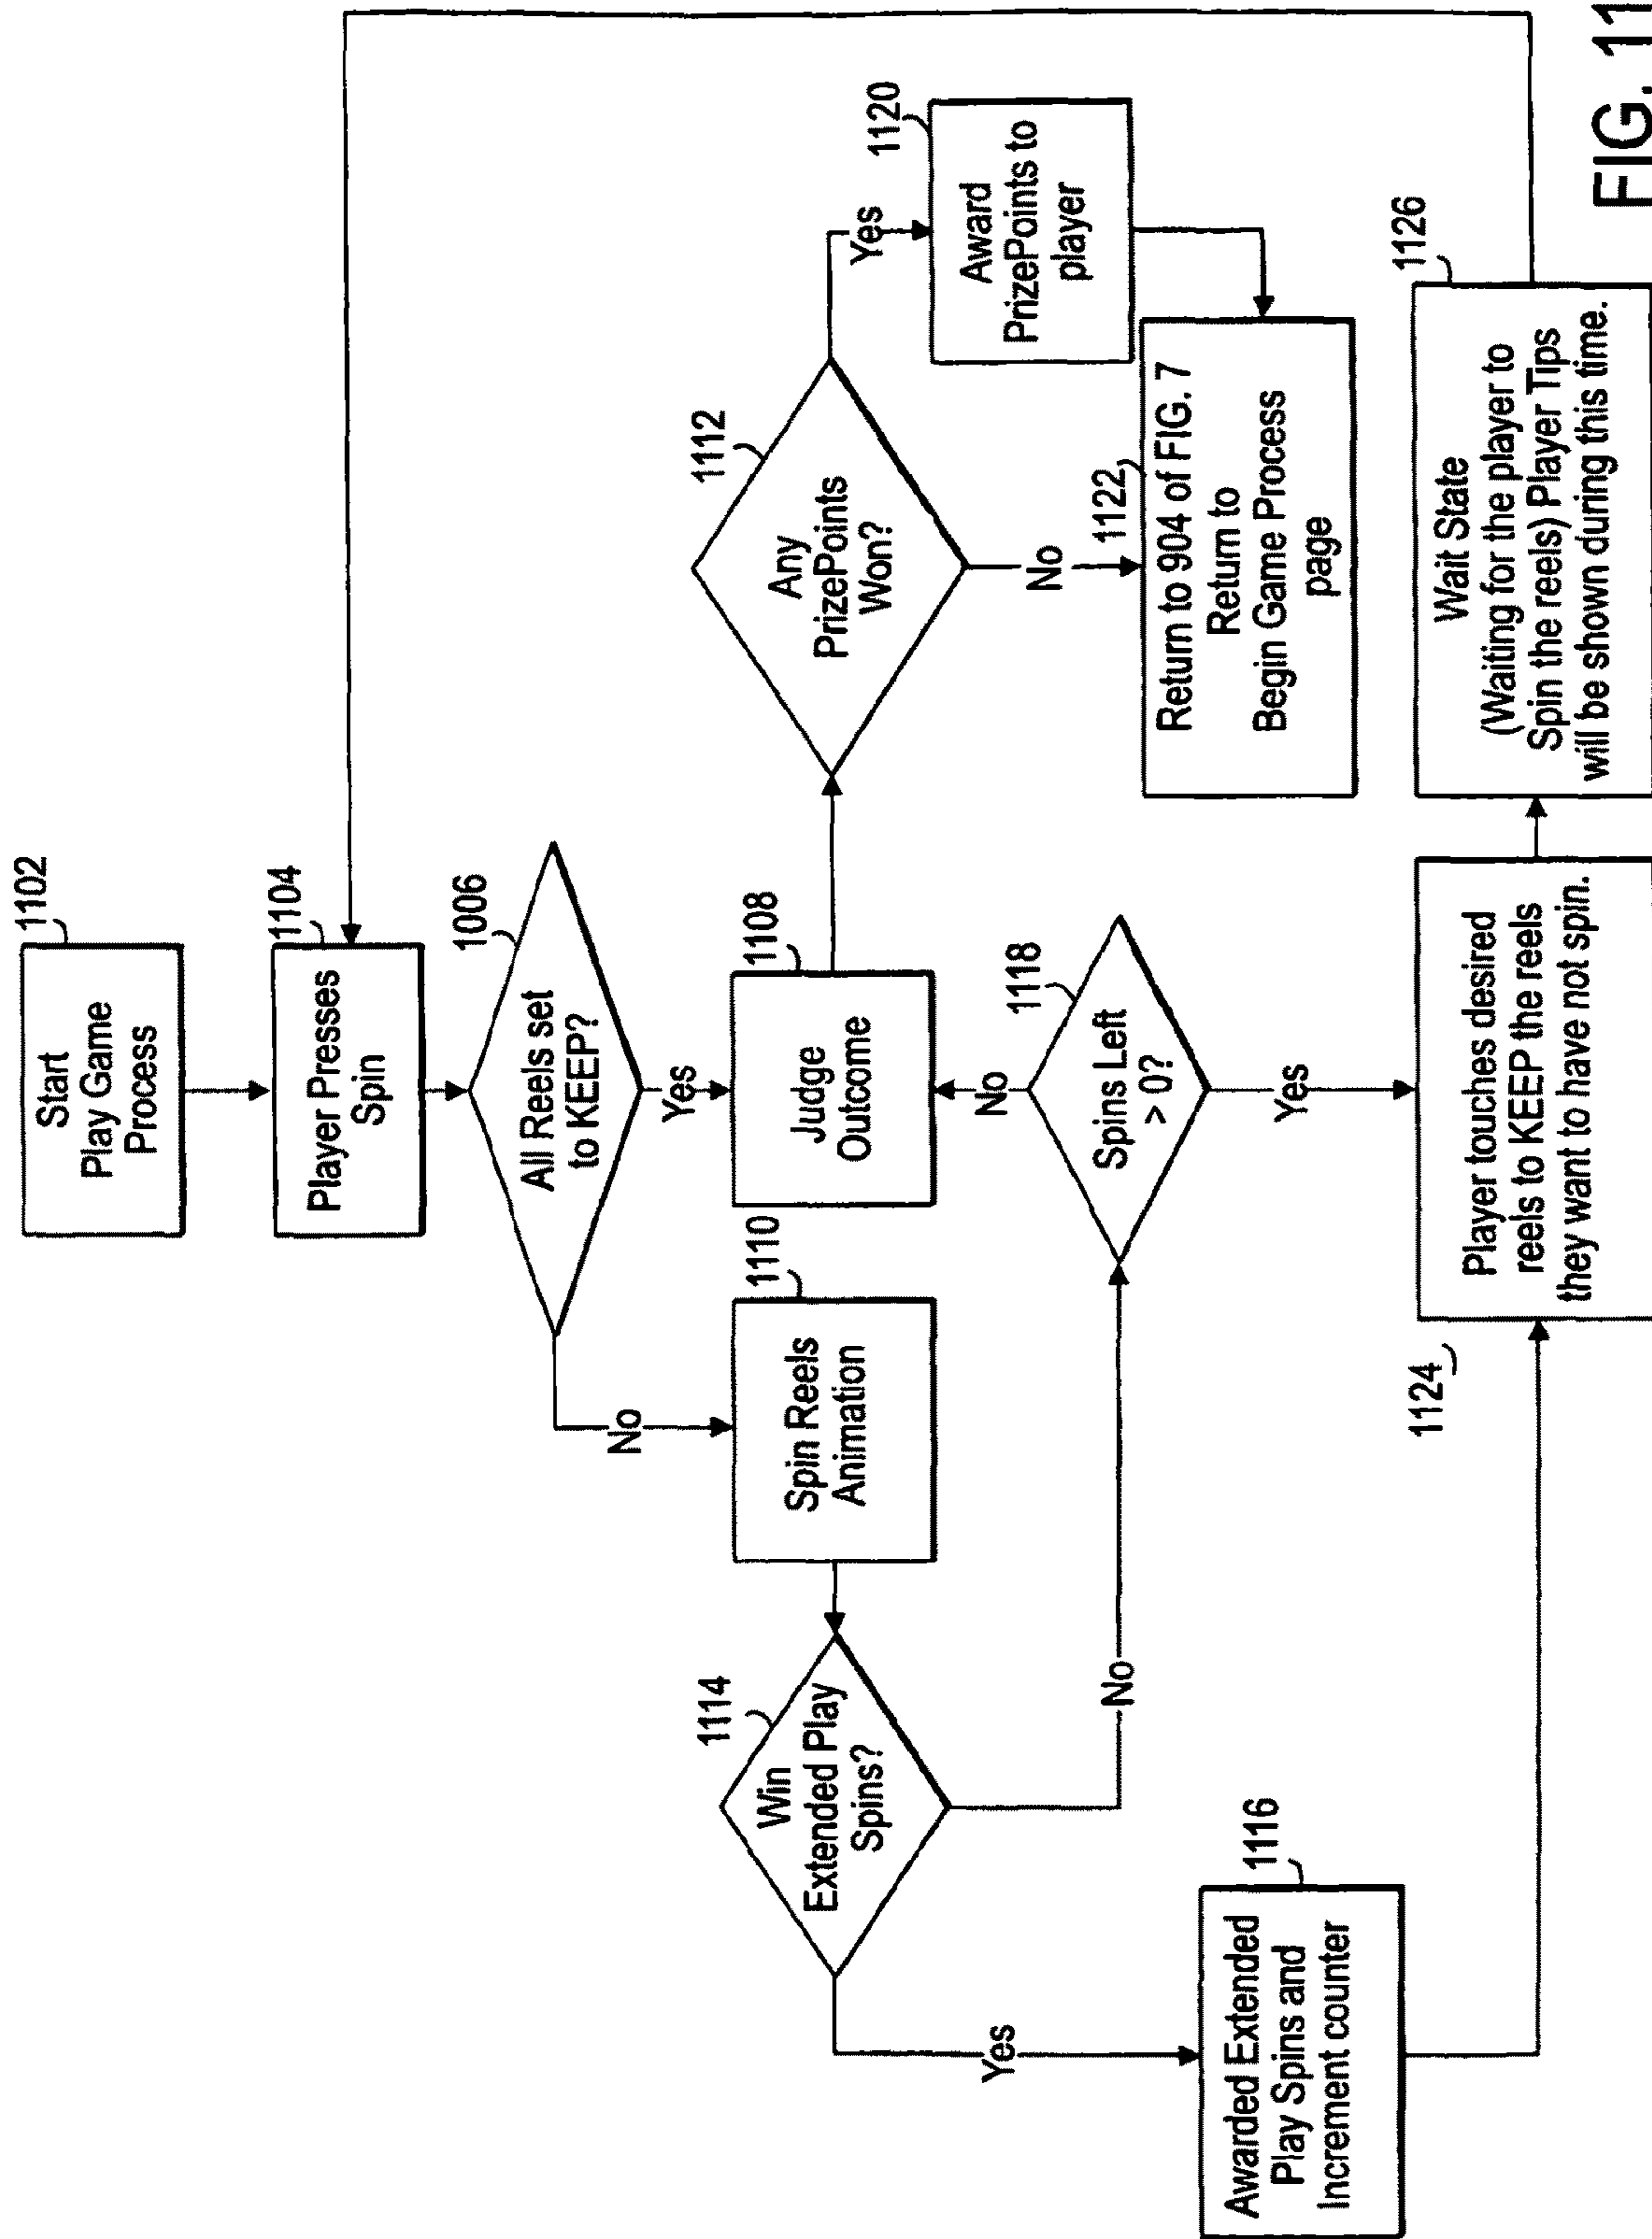 1102
Start
Play Game
Process
1104
Player Presses
Spin
1006
All Reels set
to KEEP?
Yes
No
1108
Judge
Outcome
1110
Spin Reels
Animation
1112
Any
PrizePoints
Won?
Yes
No
1120
Award
PrizePoints to
player
1122
Return to 904 of FIG. 7
Return to
Begin Game Process
page
1114
Win
Extended Play
Spins?
Yes
No
1118
Spins Left
> 0?
No
Yes
1116
Awarded Extended
Play Spins and
Increment counter
1124
Player touches desired
reels to KEEP the reels
they want to have not spin.
1126
Wait State
(Waiting for the player to
Spin the reels) Player Tips
will be shown during this time.
FIG. 11